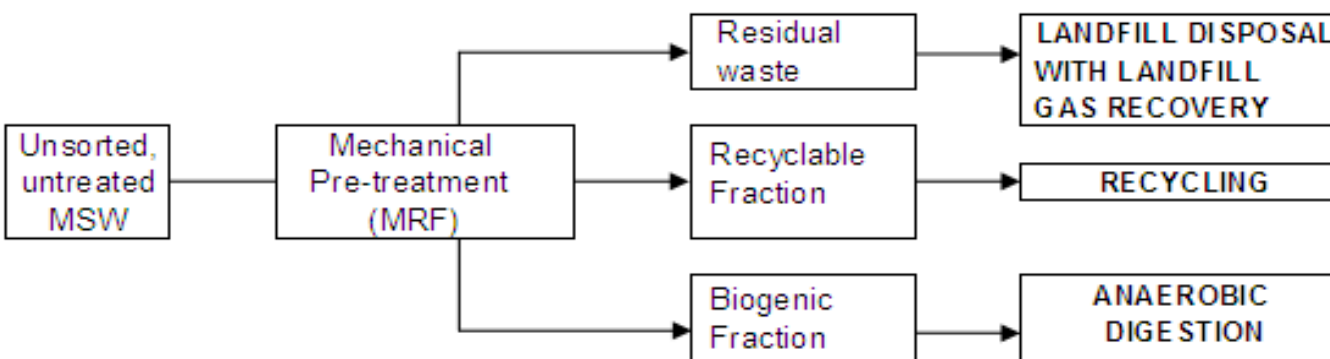 Unsorted,
untreated
MSW
Mechanical
Pre-treatment
(MRF)
Residual
waste
LANDFILL DISPOSAL
WITH LANDFILL
GAS RECOVERY
Recyclable
Fraction
RECYCLING
Biogenic
Fraction
ANAEROBIC
DIGESTION